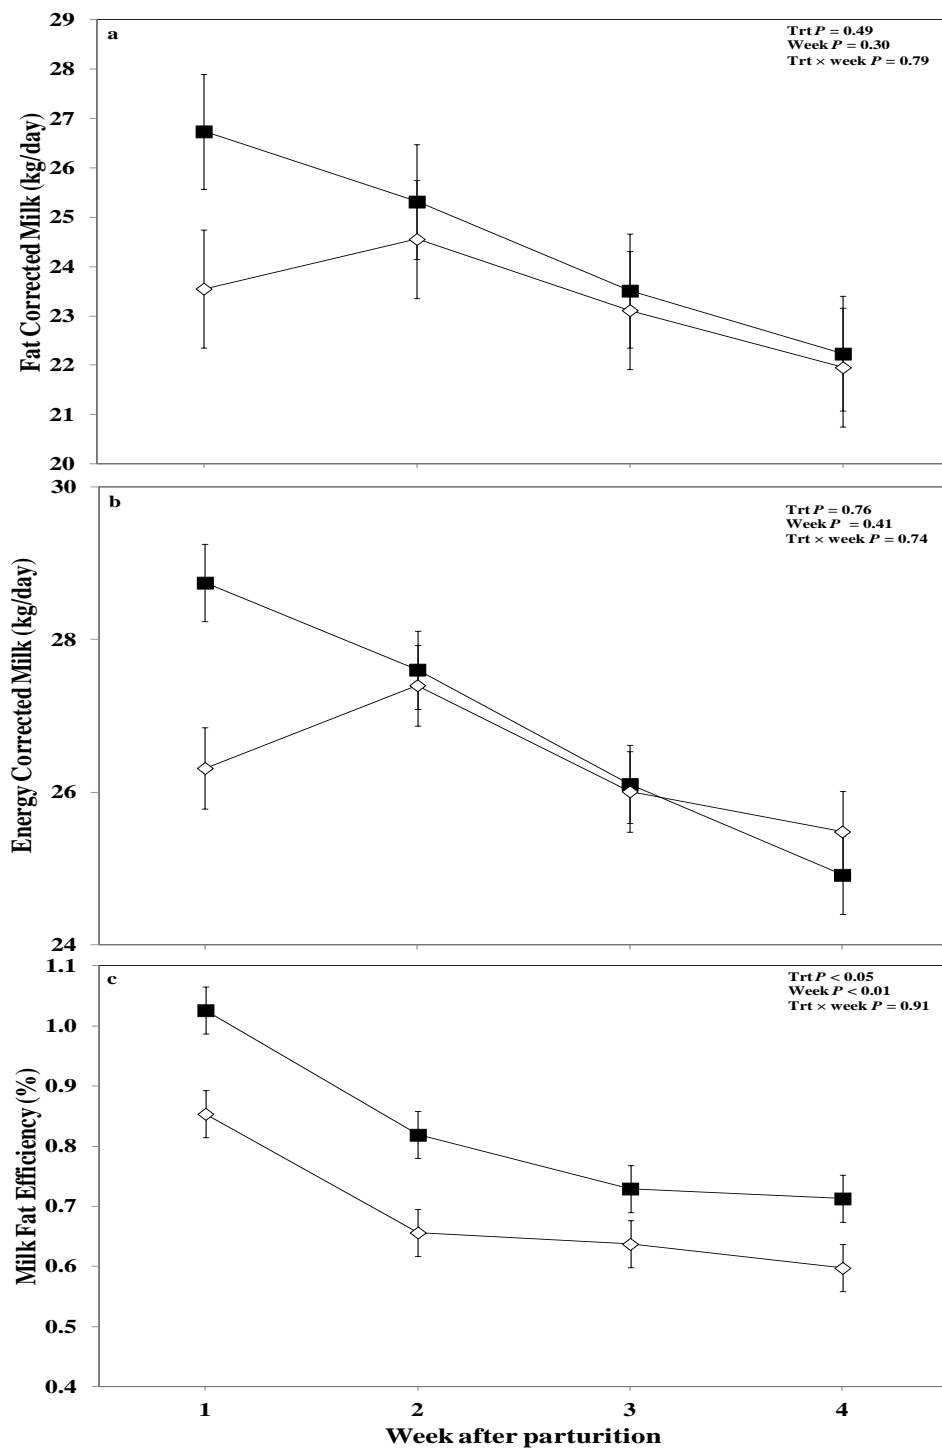 a
Trt P = 0.49
Week P = 0.30
Trt × week P = 0.79
Fat Corrected Milk (kg/day)
29
28
27
26
25
24
23
22
21
20
b
Trt P = 0.76
Week P = 0.41
Trt × week P = 0.74
Energy Corrected Milk (kg/day)
30
28
26
24
c
Trt P < 0.05
Week P < 0.01
Trt × week P = 0.91
Milk Fat Efficiency (%)
1.1
1.0
0.9
0.8
0.7
0.6
0.5
0.4
1 2 3 4
Week after parturition